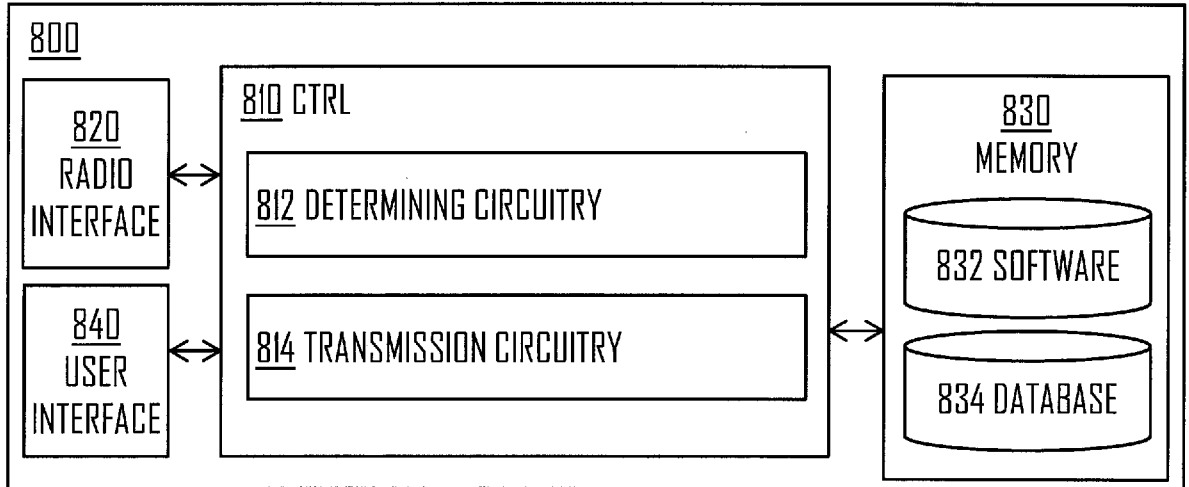 800
820
RADIO
INTERFACE
840
USER
INTERFACE
810 CTRL
812 DETERMINING CIRCUITRY
814 TRANSMISSION CIRCUITRY
830
MEMORY
832 SOFTWARE
834 DATABASE